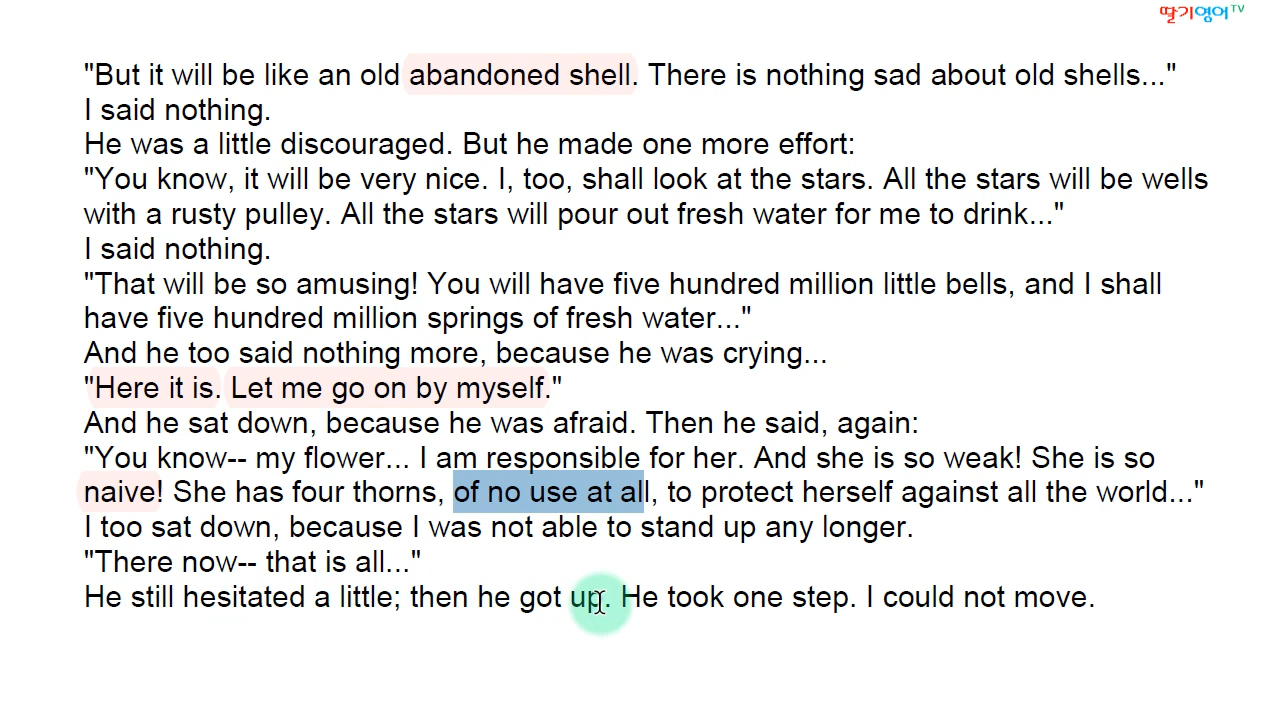 딸기영어TV
"But it will be like an old abandoned shell. There is nothing sad about old shells..."
I said nothing.
He was a little discouraged. But he made one more effort:
"You know, it will be very nice. I, too, shall look at the stars. All the stars will be wells
with a rusty pulley. All the stars will pour out fresh water for me to drink..."
I said nothing.
"That will be so amusing! You will have five hundred million little bells, and I shall
have five hundred million springs of fresh water..."
And he too said nothing more, because he was crying...
"Here it is. Let me go on by myself."
And he sat down, because he was afraid. Then he said, again:
"You know-- my flower... I am responsible for her. And she is so weak! She is so
naive! She has four thorns, of no use at all, to protect herself against all the world..."
I too sat down, because I was not able to stand up any longer.
"There now-- that is all..."
He still hesitated a little; then he got up. He took one step. I could not move.